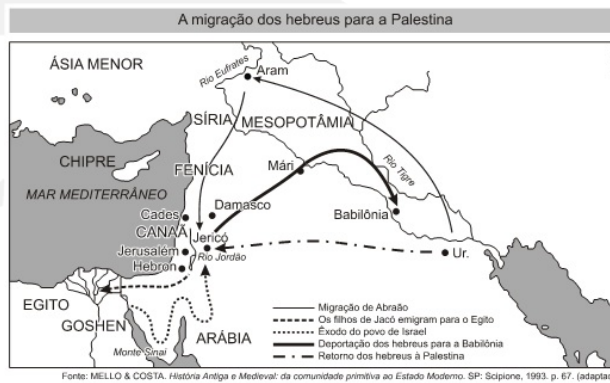 A migração dos hebreus para a Palestina
ÁSIA MENOR
Rio Eufrates
Aram
SÍRIA
MESOPOTÂMIA
CHIPRE
FENÍCIA
Mári
Rio Tigre
MAR MEDITERRÂNEO
Damasco
Cades
Babilônia
CANAÃ
Jericó
Jerusalém
Rio Jordão
Ur.
Hebron
EGITO
GOSHEN
ARÁBIA
Monte Sinai
Migração de Abraão
Os filhos de Jacó emigram para o Egito
Êxodo do povo de Israel
Deportação dos hebreus para a Babilônia
Retorno dos hebreus à Palestina
Fonte: MELLO & COSTA. História Antiga e Medieval: da comunidade primitiva ao Estado Moderno. SP: Scipione, 1993. p. 67. (adaptad